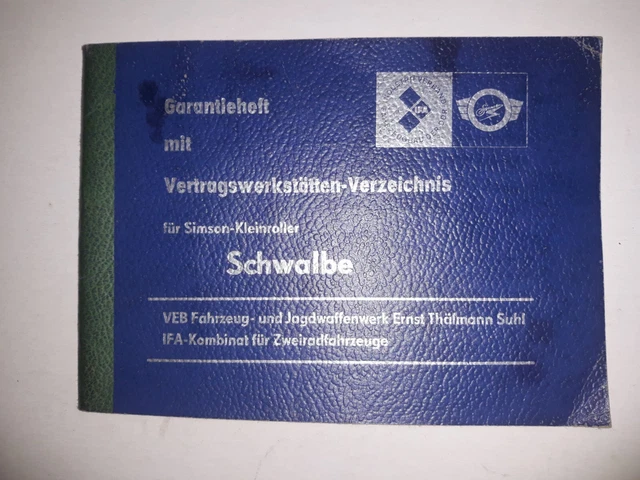 Garantieheft
mit
Vertragswerkstätten-Verzeichnis
für Simson-Kleinroller
Schwalbe
VEB Fahrzeug- und Jagdwaffenwerk Ernst Thälmann Suhl
IFA-Kombinat für Zweiradfahrzeuge
IFA